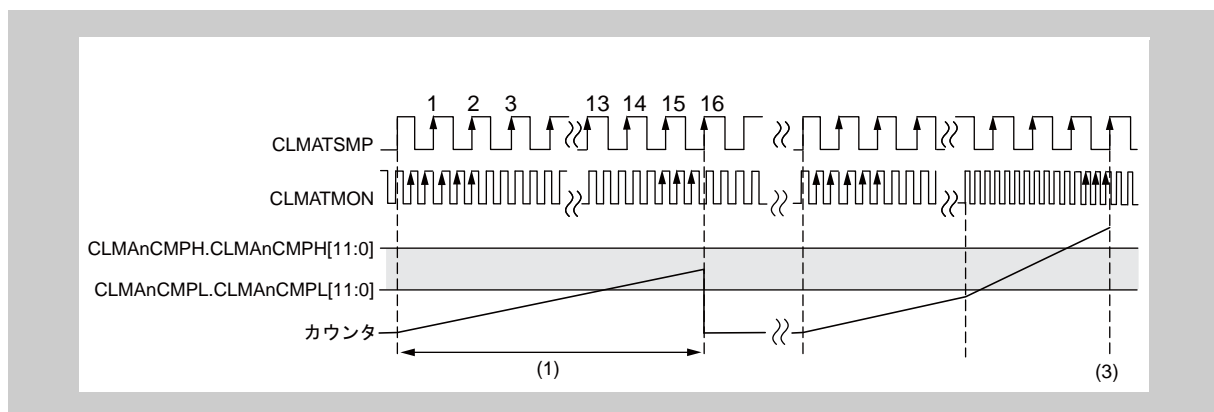 1 2 3 13 14 15 16
CLMATSMP
CLMATMON
CLMAnCMPH.CLMAnCMPH[11:0]
CLMAnCMPL.CLMAnCMPL[11:0]
カウンタ
(1) (3)